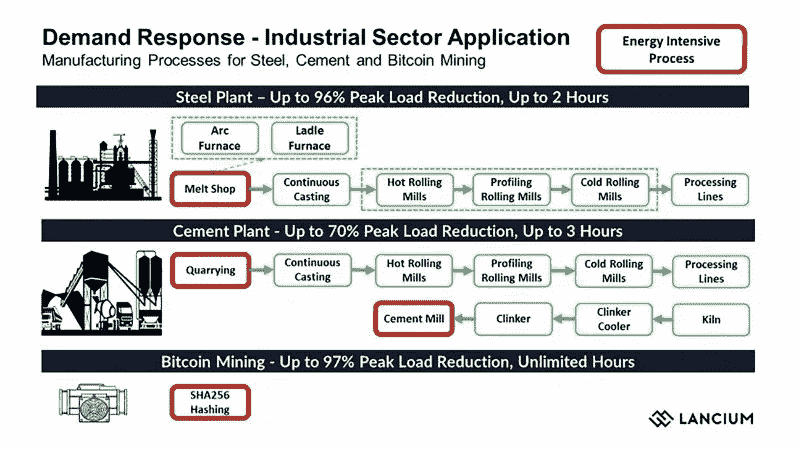 Demand Response - Industrial Sector Application
Manufacturing Processes for Steel, Cement and Bitcoin Mining
Energy Intensive
Process
Steel Plant – Up to 96% Peak Load Reduction, Up to 2 Hours
Arc
Furnace
Ladle
Furnace
Melt Shop
Continuous
Casting
Hot Rolling
Mills
Profiling
Rolling Mills
Cold Rolling
Mills
Processing
Lines
Cement Plant - Up to 70% Peak Load Reduction, Up to 3 Hours
Quarrying
Continuous
Casting
Hot Rolling
Mills
Profiling
Rolling Mills
Cold Rolling
Mills
Processing
Lines
Cement Mill
Clinker
Clinker
Cooler
Kiln
Bitcoin Mining - Up to 97% Peak Load Reduction, Unlimited Hours
SHA256
Hashing
LANCIUM